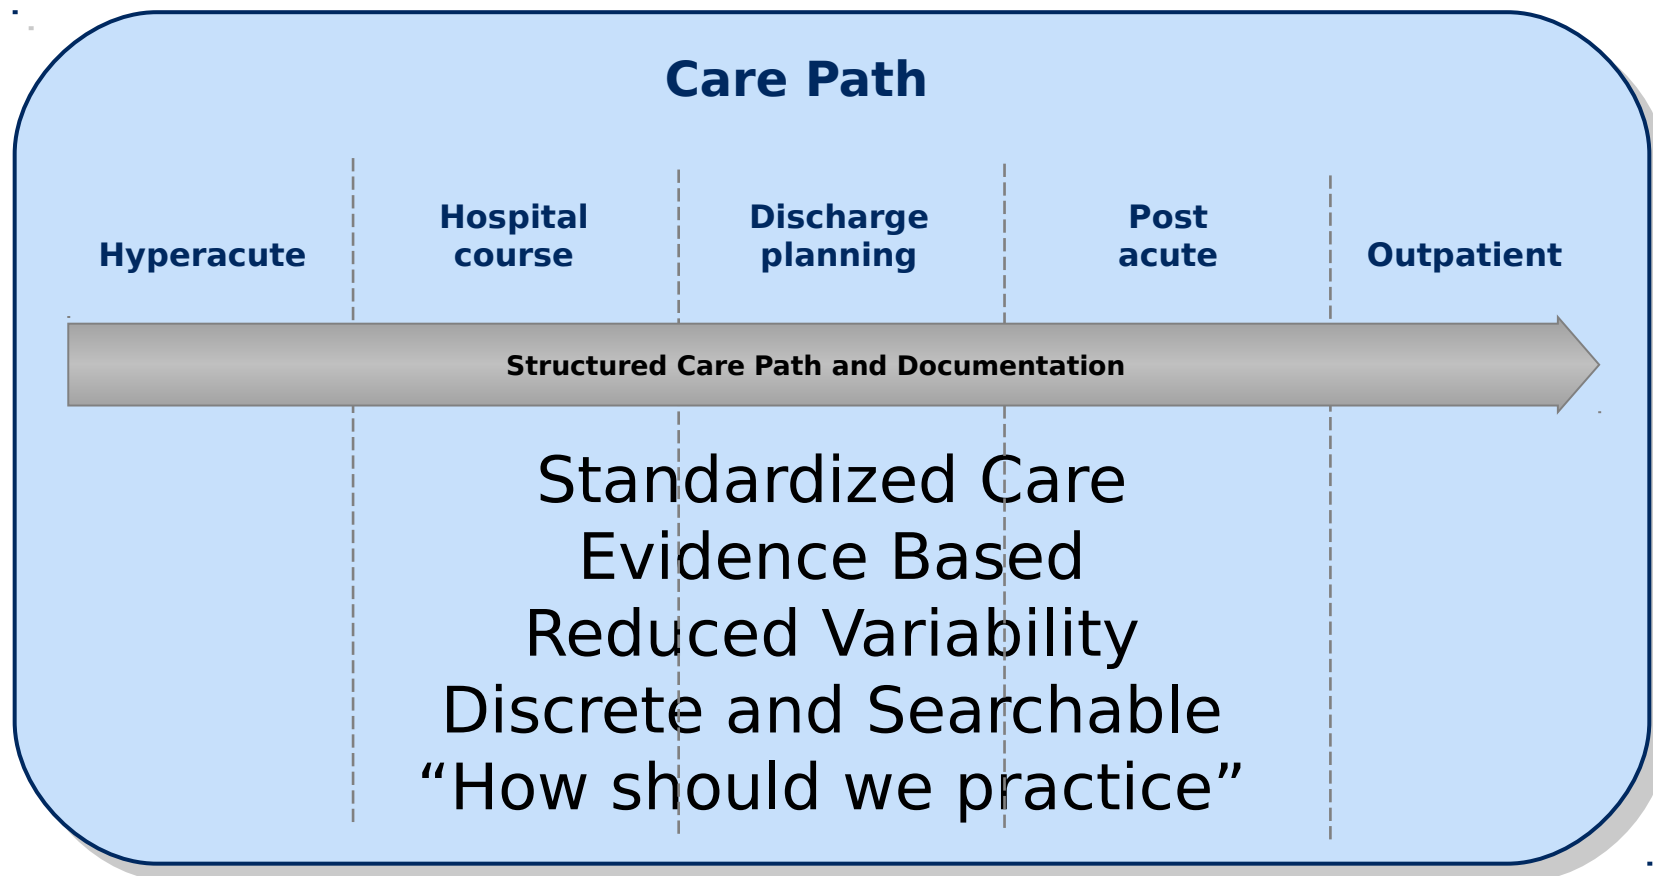 Care Path
Hyperacute
Hospital
course
Discharge
planning
Post
acute
Outpatient
Structured Care Path and Documentation
Standardized Care
Evidence Based
Reduced Variability
Discrete and Searchable
“How should we practice”